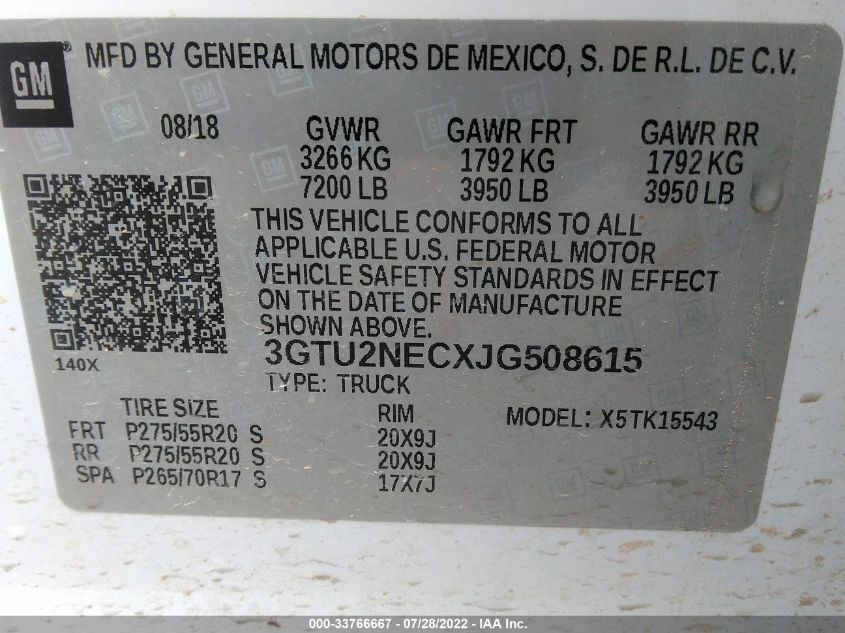 GM ® MFD BY GENERAL MOTORS DE MEXICO, S. DE R.L. DE C.V.
08/18 GVWR GAWR FRT GAWR RR
3266 KG 1792 KG 1792 KG
7200 LB 3950 LB 3950 LB
THIS VEHICLE CONFORMS TO ALL
APPLICABLE U.S. FEDERAL MOTOR
VEHICLE SAFETY STANDARDS IN EFFECT
ON THE DATE OF MANUFACTURE
SHOWN ABOVE.
140X 3GTU2NECXJG508615
TYPE: TRUCK
TIRE SIZE RIM MODEL: X5TK15543
FRT P275/55R20 S 20X9J
RR P275/55R20 S 20X9J
SPA P265/70R17 S 17X7J
000-33766667 - 07/28/2022 - IAA Inc.